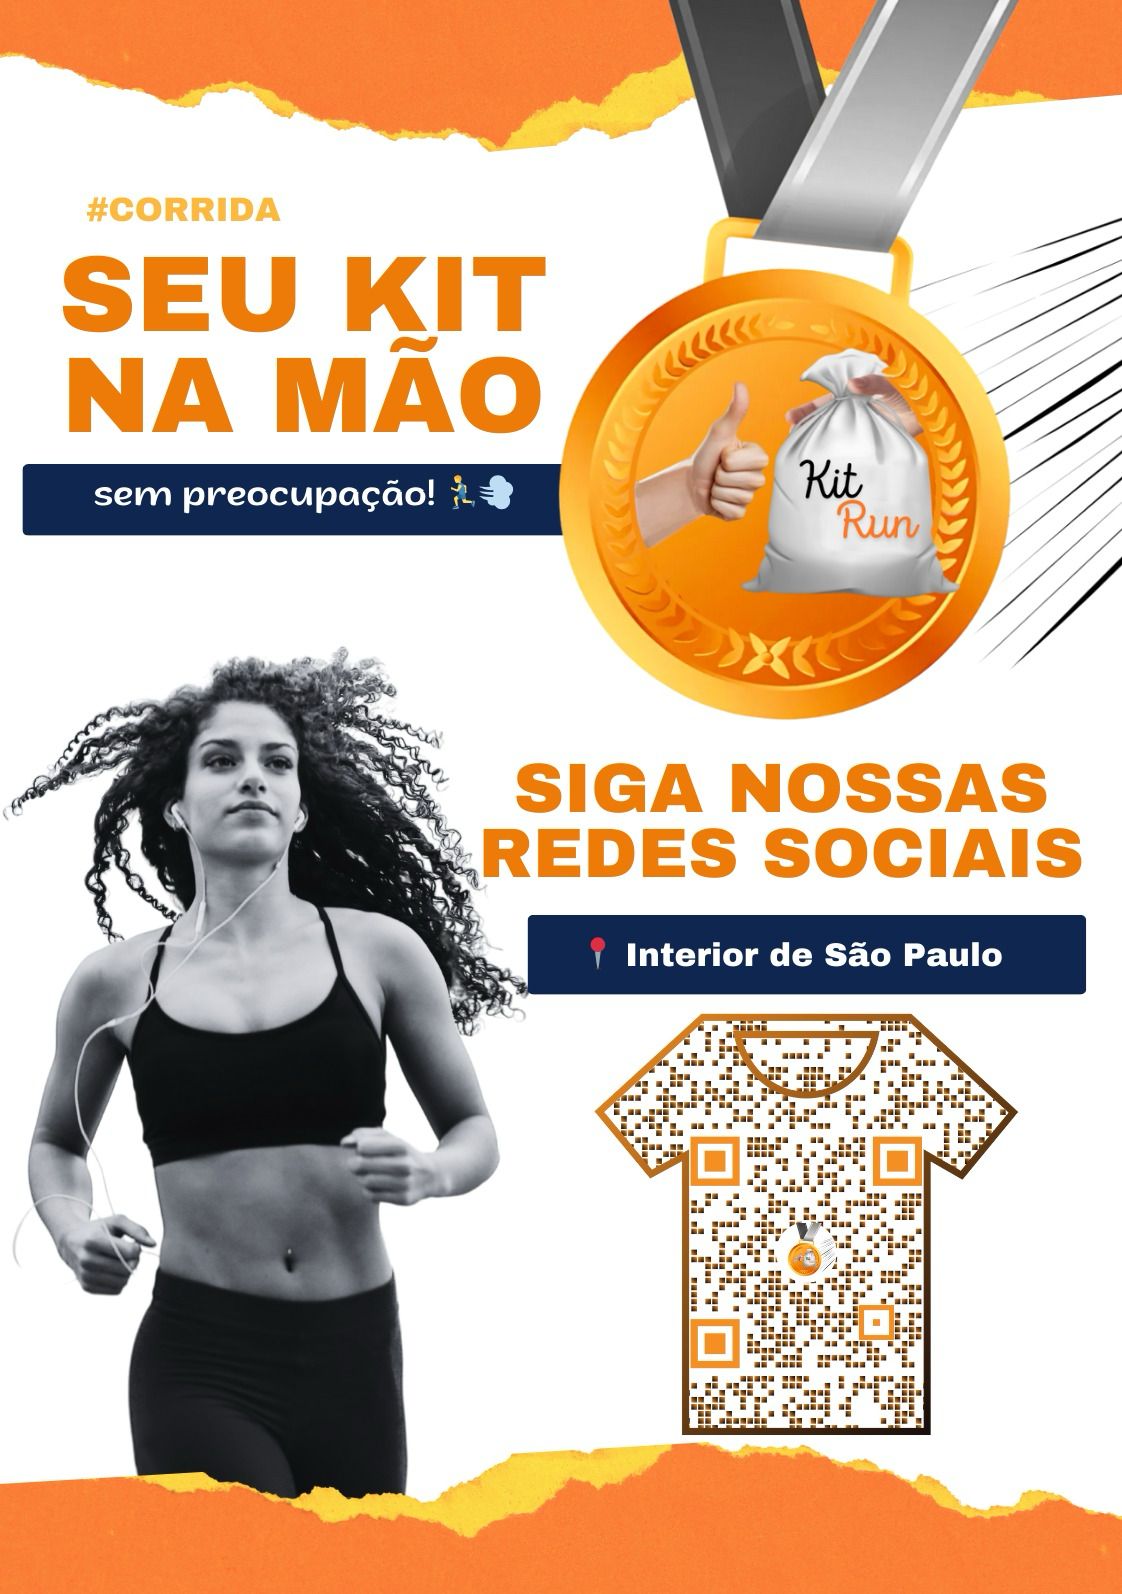 #CORRIDA
SEU KIT
NA MÃO
sem preocupação! 🏃‍♂️💨
Kit
Run
SIGA NOSSAS
REDES SOCIAIS
📍 Interior de São Paulo